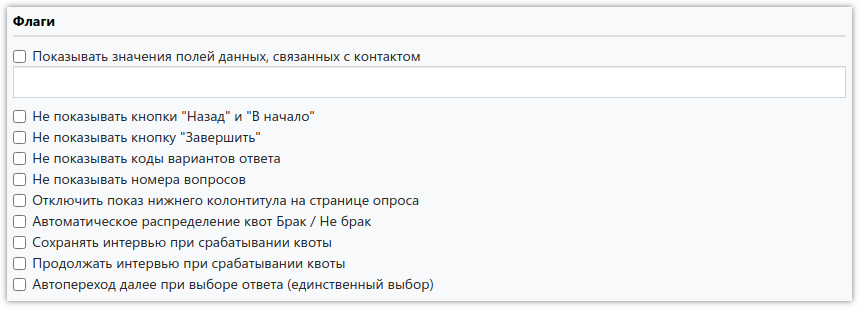 Флаги
Показывать значения полей данных, связанных с контактом
Не показывать кнопки "Назад" и "В начало"
Не показывать кнопку "Завершить"
Не показывать коды вариантов ответа
Не показывать номера вопросов
Отключить показ нижнего колонтитула на странице опроса
Автоматическое распределение квот Брак / Не брак
Сохранять интервью при срабатывании квоты
Продолжать интервью при срабатывании квоты
Автопереход далее при выборе ответа (единственный выбор)